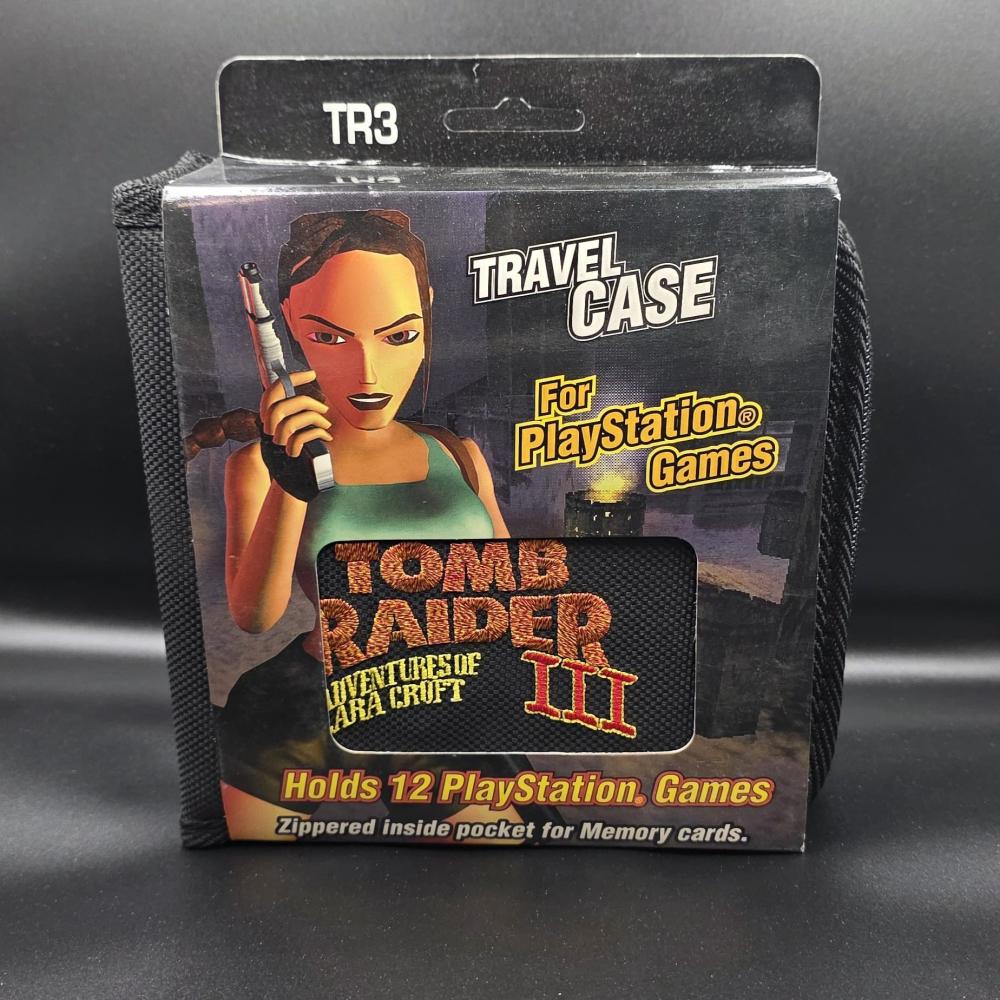 TR3
TRAVEL
CASE
For
PlayStation®
Games
TOMB
RAIDER
ADVENTURES OF
LARA CROFT
III
Holds 12 PlayStation® Games
Zippered inside pocket for Memory cards.